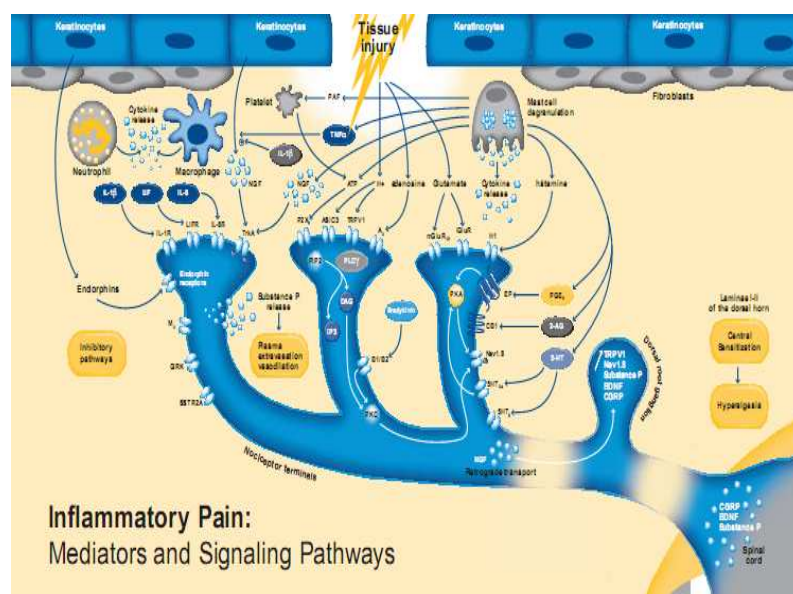 Keratinocytes
Keratinocytes
Tissue
injury
Keratinocytes
Keratinocytes
Fibroblasts
Platelet
PAF
Mast cell
degranulation
Cytokine
release
TNFα
IL-1β
Neutrophil
Macrophage
NGF
NGF
ATP
H+
adenosine
Glutamate
Cytokine
release
histamine
IL-1β
LIF
IL-6
IL-1R
LIFR
IL-6R
TrkA
ASIC3
TRPV1
iGluR
H1
Endorphins
Endorphin
receptors
Substance P
release
PIP2
PLCγ
DAG
IP3
Bradykinin
B1/B2
PKC
PKA
EP
PGE₂
CB1
2-AG
Nav1.8
5-HT
Inhibitory
pathways
Plasma
extravasation
vasodilation
GRK
SSTR2A
Nociceptor terminals
NGF
Retrograde transport
Dorsal root ganglion
TRPV1
Nav1.8
Substance P
BDNF
CGRP
Laminae I-II
of the dorsal horn
Central
Sensitization
Hyperalgesia
CGRP
BDNF
Substance P
Spinal
cord
Inflammatory Pain:
Mediators and Signaling Pathways